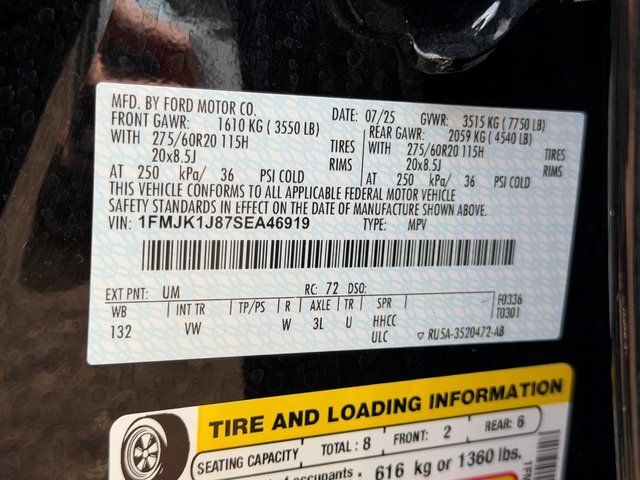 MFD. BY FORD MOTOR CO. DATE: 07/25 GVWR: 3515 KG ( 7750 LB)
FRONT GAWR: 1610 KG ( 3550 LB) REAR GAWR: 2059 KG ( 4540 LB)
WITH 275/60R20 115H TIRES WITH 275/60R20 115H TIRES
20x8.5J RIMS 20x8.5J RIMS
AT 250 kPa/ 36 PSI COLD AT 250 kPa/ 36 PSI COLD
THIS VEHICLE CONFORMS TO ALL APPLICABLE FEDERAL MOTOR VEHICLE
SAFETY STANDARDS IN EFFECT ON THE DATE OF MANUFACTURE SHOWN ABOVE.
VIN: 1FMJK1J87SEA46919 TYPE: MPV
EXT PNT: UM RC: 72 DSO:
WB INT TR TP/PS R AXLE TR SPR F0336
132 VW W 3L U HHCC T0301
ULC ▽ RU5A-3520472-AB
TIRE AND LOADING INFORMATION
SEATING CAPACITY TOTAL : 8 FRONT: 2 REAR: 6
occupants. 616 kg or 1360 lbs.